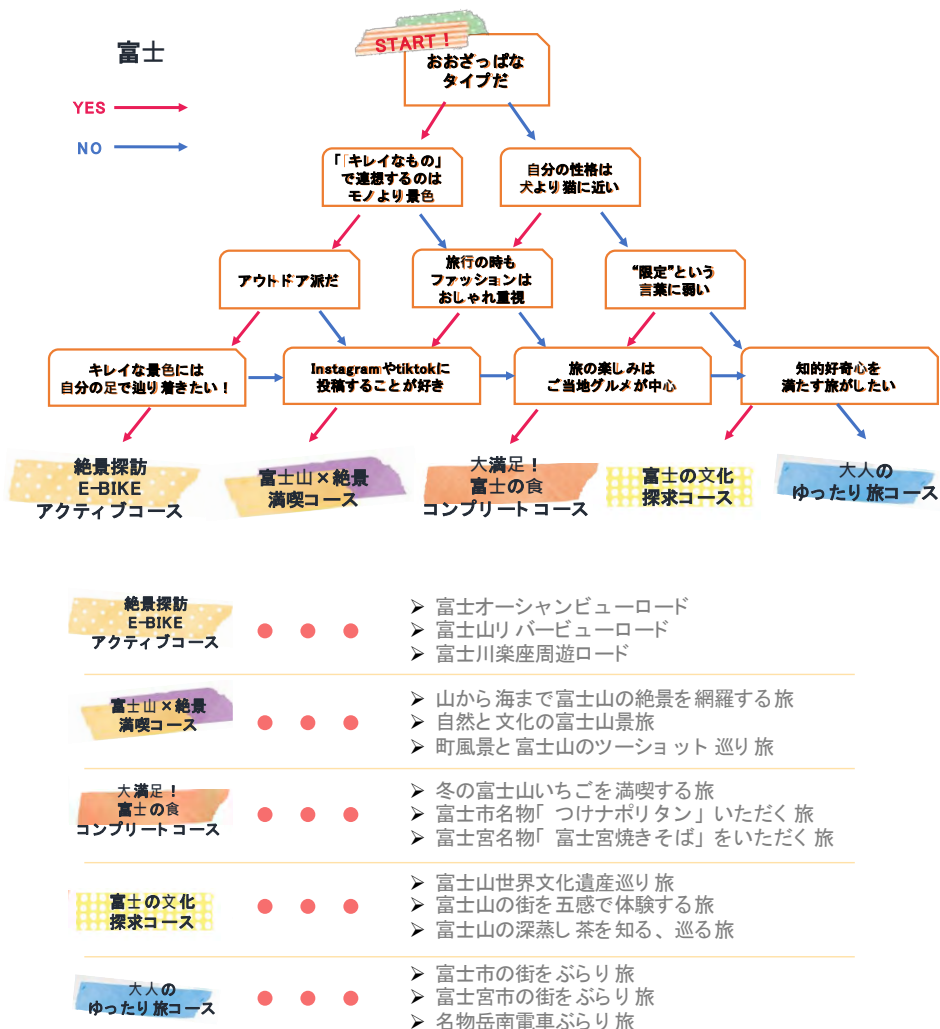 富士
START！
YES
NO
おおざっぱな
タイプだ
「「キレイなもの」
で連想するのは
モノより景色
自分の性格は
犬より猫に近い
アウトドア派だ
旅行の時も
ファッションは
おしゃれ重視
“限定”という
言葉に弱い
キレイな景色には
自分の足で辿り着きたい！
Instagramやtiktokに
投稿することが好き
旅の楽しみは
ご当地グルメが中心
知的好奇心を
満たす旅がしたい
絶景探訪
E-BIKE
アクティブコース
富士山×絶景
満喫コース
大満足！
富士の食
コンプリートコース
富士の文化
探求コース
大人の
ゆったり旅コース
絶景探訪
E-BIKE
アクティブコース
富士オーシャンビューロード
富士山リバービューロード
富士川楽座周遊ロード
富士山×絶景
満喫コース
山から海まで富士山の絶景を網羅する旅
自然と文化の富士山景旅
町風景と富士山のツーショット巡り旅
大満足！
富士の食
コンプリートコース
冬の富士山いちごを満喫する旅
富士市名物「つけナポリタン」いただく旅
富士宮名物「富士宮焼きそば」をいただく旅
富士の文化
探求コース
富士山世界文化遺産巡り旅
富士山の街を五感で体験する旅
富士山の深蒸し茶を知る、巡る旅
大人の
ゆったり旅コース
富士市の街をぶらり旅
富士宮市の街をぶらり旅
名物岳南電車ぶらり旅